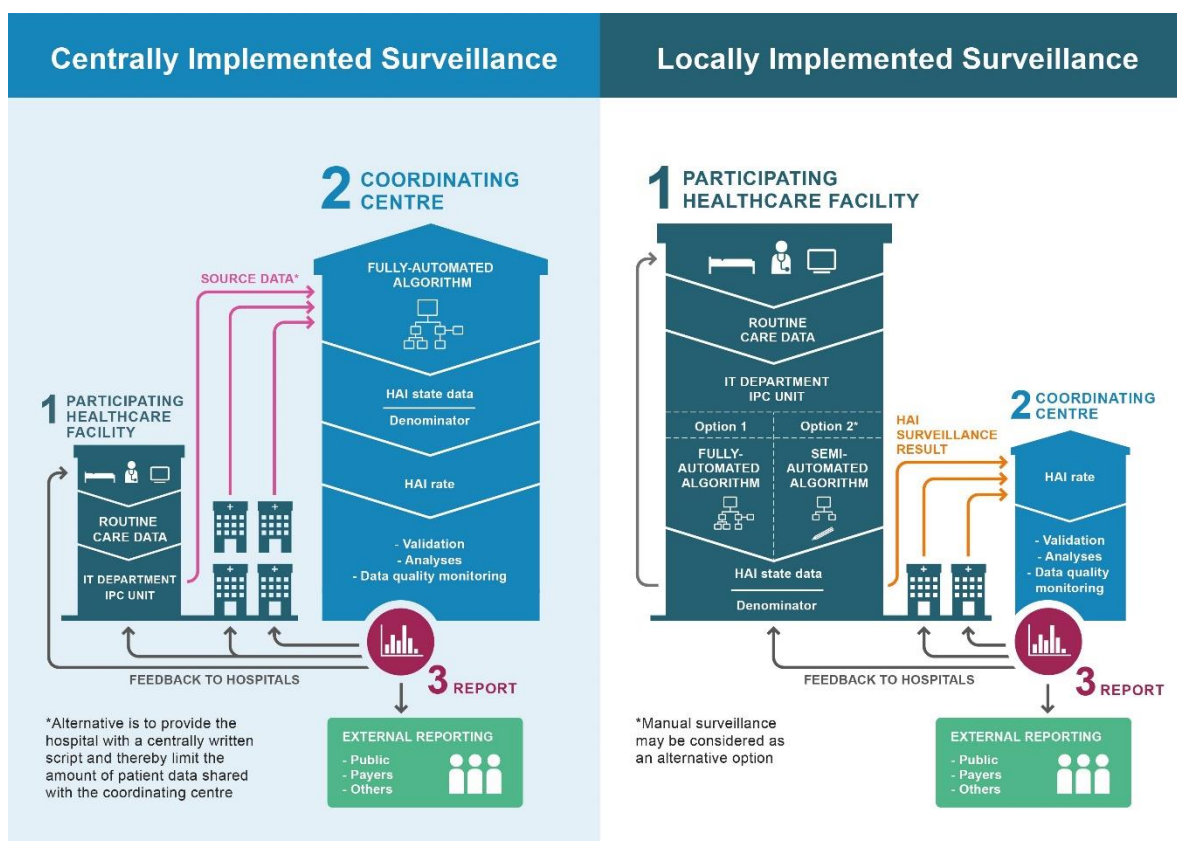 Centrally Implemented Surveillance
2 COORDINATING
CENTRE
FULLY-AUTOMATED
ALGORITHM
SOURCE DATA*
HAI state data
Denominator
1 PARTICIPATING
HEALTHCARE
FACILITY
HAI rate
ROUTINE
CARE DATA
- Validation
- Analyses
- Data quality monitoring
IT DEPARTMENT
IPC UNIT
FEEDBACK TO HOSPITALS
3 REPORT
*Alternative is to provide the
hospital with a centrally written
script and thereby limit the
amount of patient data shared
with the coordinating centre
EXTERNAL REPORTING
- Public
- Payers
- Others
Locally Implemented Surveillance
1 PARTICIPATING
HEALTHCARE FACILITY
ROUTINE
CARE DATA
IT DEPARTMENT
IPC UNIT
Option 1
Option 2*
FULLY-
AUTOMATED
ALGORITHM
SEMI-
AUTOMATED
ALGORITHM
HAI state data
Denominator
HAI
SURVEILLANCE
RESULT
2 COORDINATING
CENTRE
HAI rate
- Validation
- Analyses
- Data quality
monitoring
FEEDBACK TO HOSPITALS
3 REPORT
*Manual surveillance
may be considered as
an alternative option
EXTERNAL REPORTING
- Public
- Payers
- Others